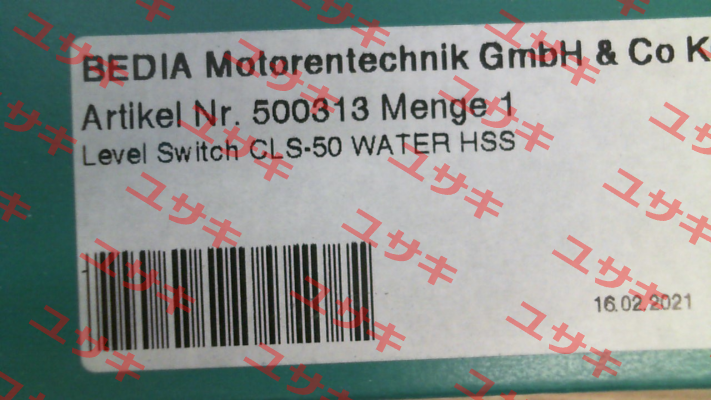 BEDIA Motorentechnik GmbH & Co K
Artikel Nr. 500313 Menge 1
Level Switch CLS-50 WATER HSS
16.02.2021
ユサキ